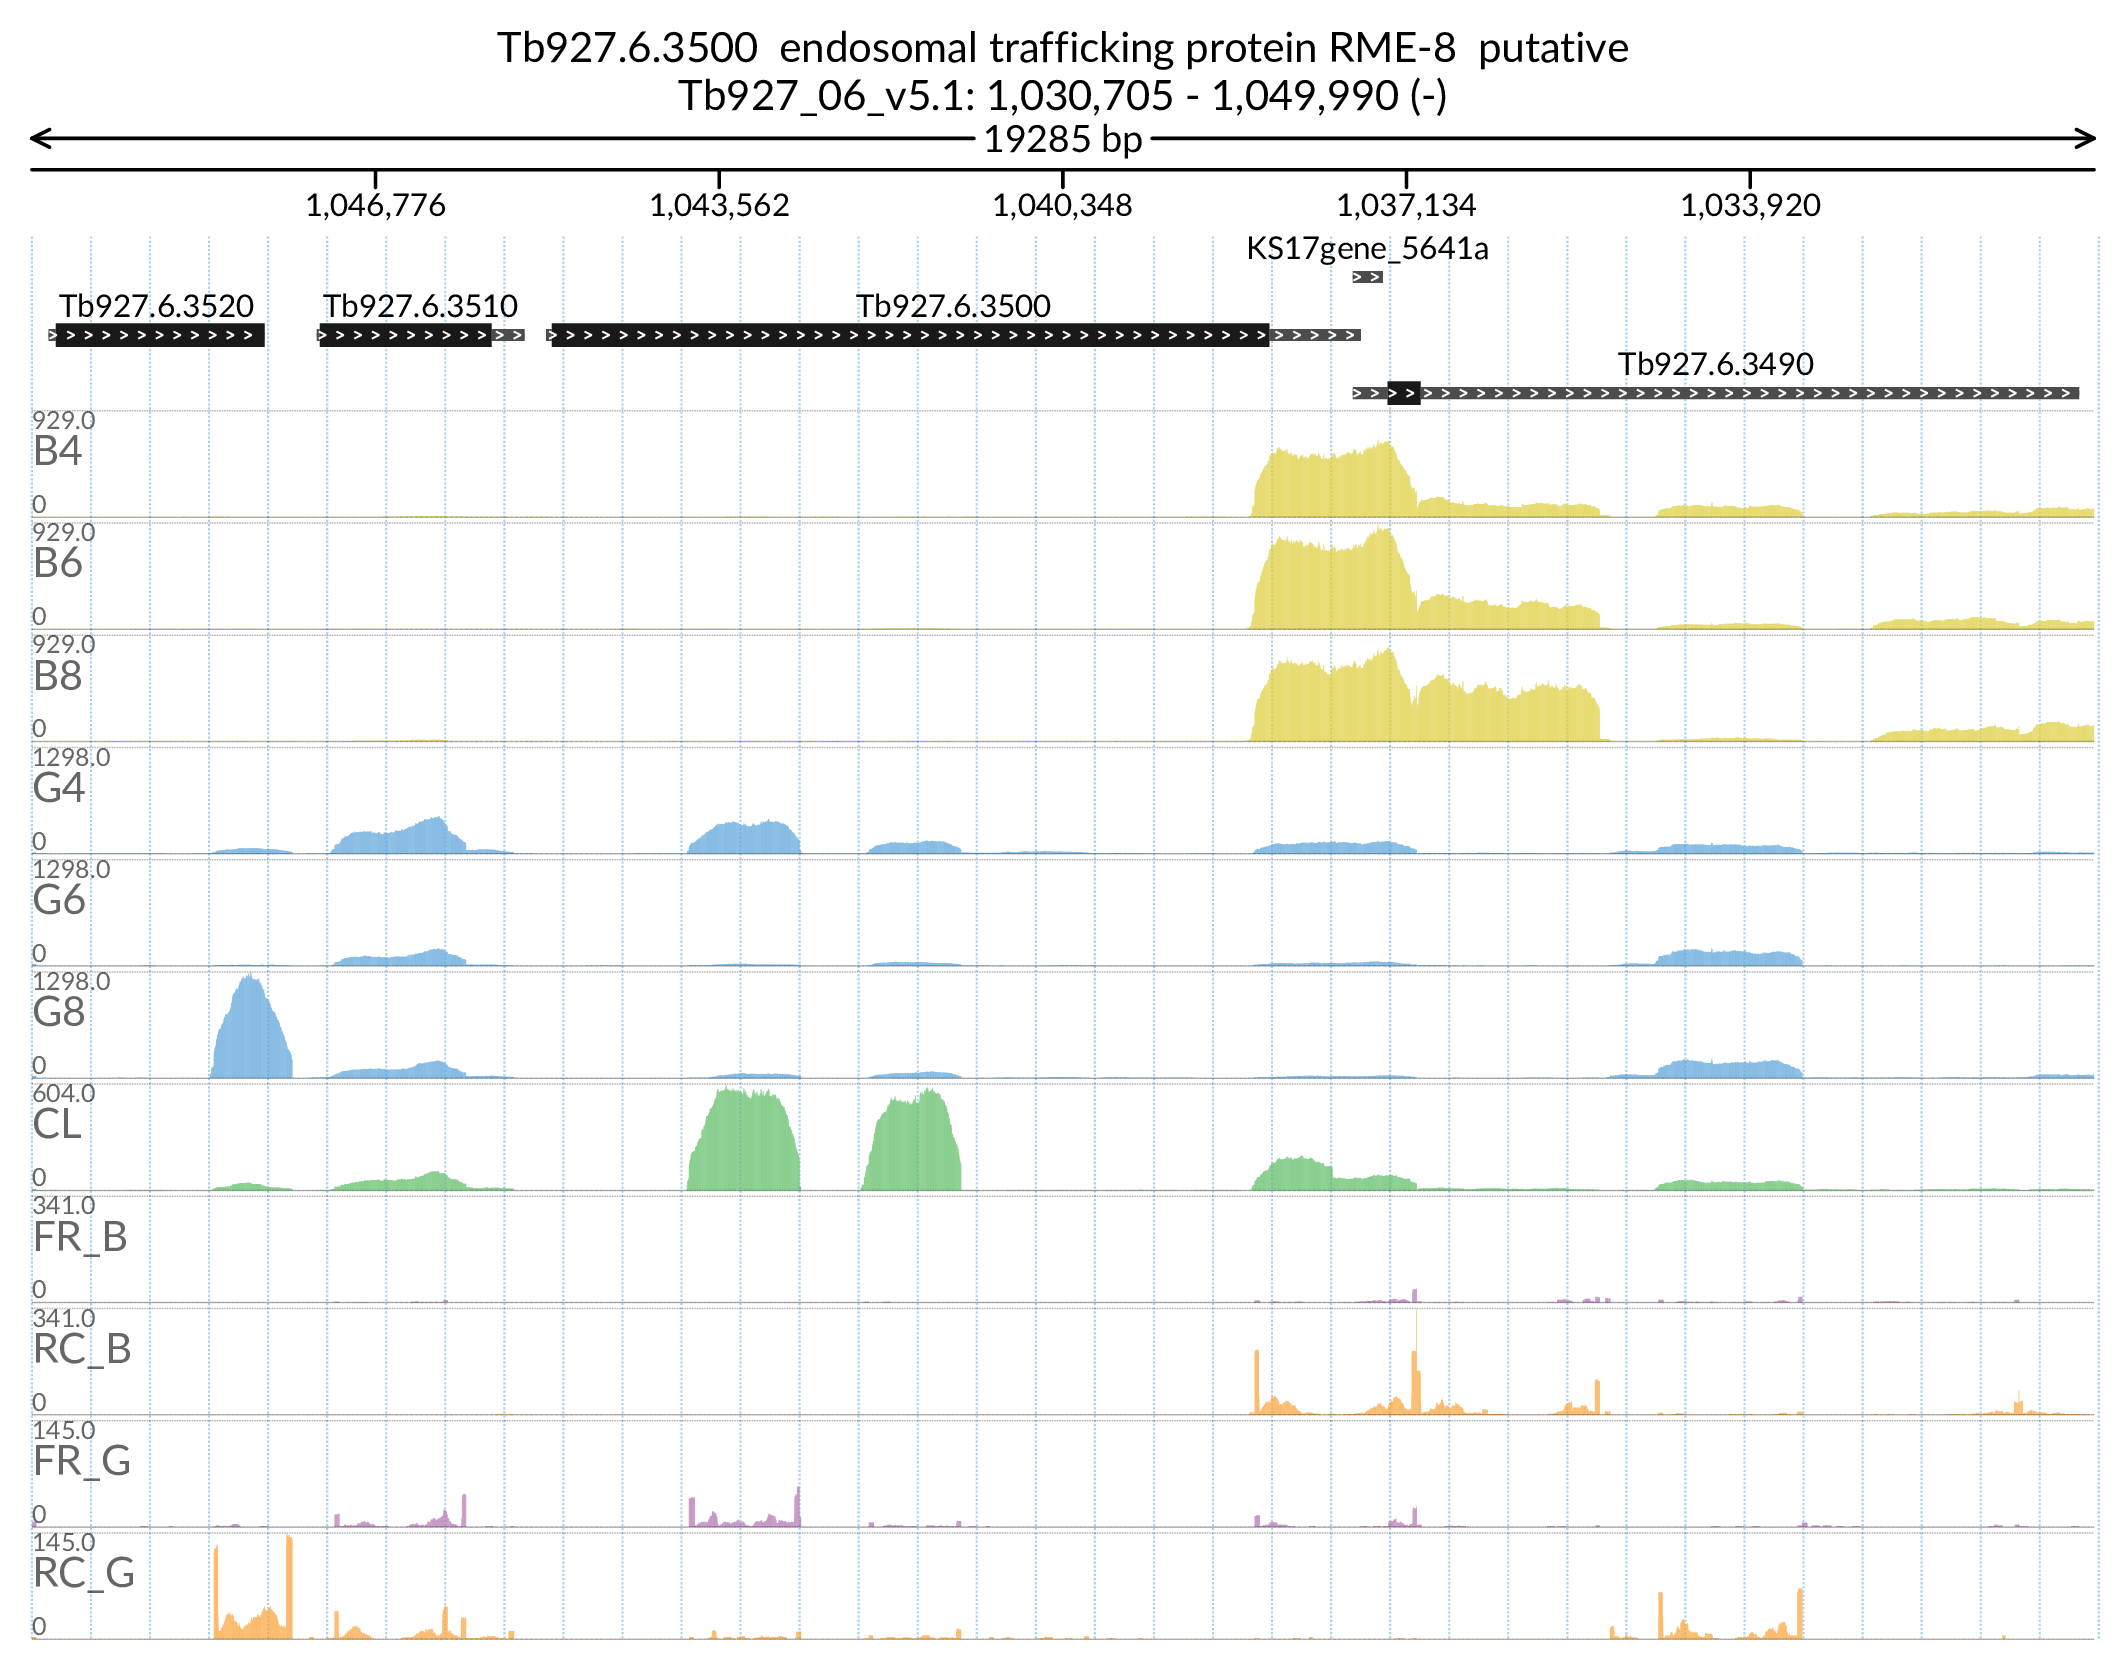 Tb927.6.3500  endosomal trafficking protein RME-8  putative
Tb927_06_v5.1: 1,030,705 - 1,049,990 (-)
19285 bp
1,046,776 1,043,562 1,040,348 1,037,134 1,033,920
KS17gene_5641a
Tb927.6.3520 Tb927.6.3510 Tb927.6.3500
Tb927.6.3490
929.0
B4
0
929.0
B6
0
929.0
B8
0
1298.0
G4
0
1298.0
G6
0
1298.0
G8
0
604.0
CL
0
341.0
FR_B
0
341.0
RC_B
0
145.0
FR_G
0
145.0
RC_G
0